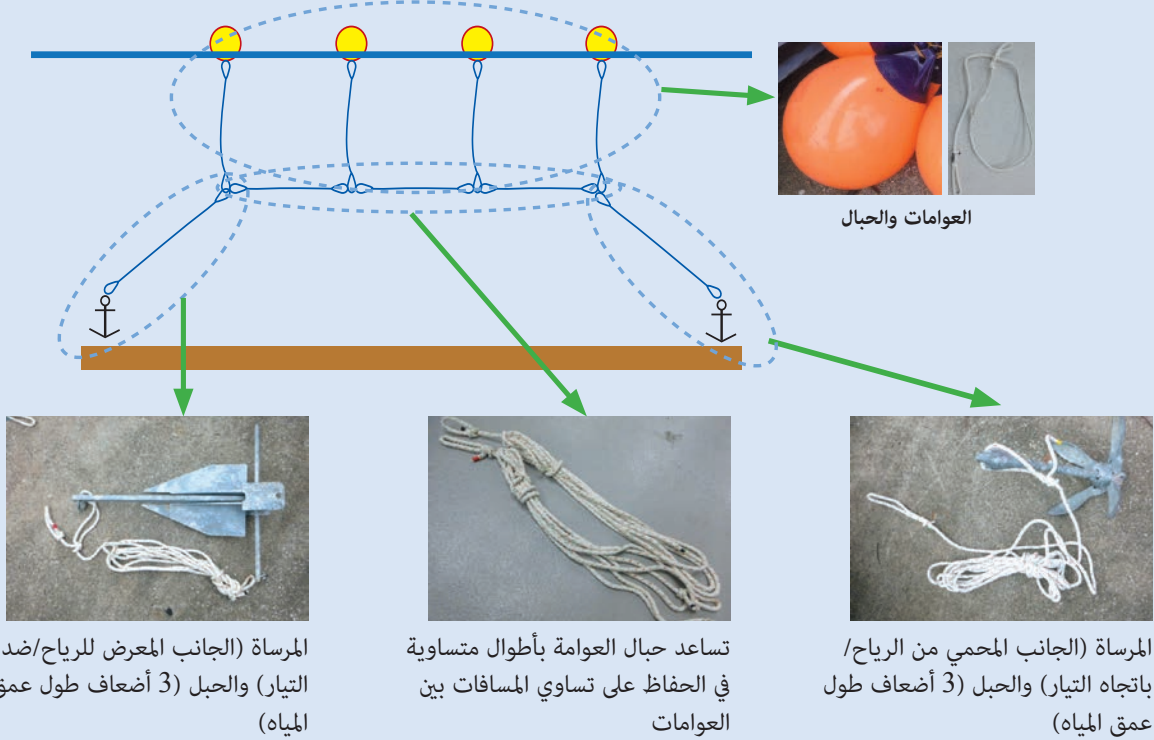 العوامات والحبال
المرساة (الجانب المحمي من الرياح/
باتجاه التيار) والحبل (3 أضعاف طول
عمق المياه)
تساعد حبال العوامة بأطوال متساوية
في الحفاظ على تساوي المسافات بين
العوامات
المرساة (الجانب المعرض للرياح/ضد
التيار) والحبل (3 أضعاف طول عمق
المياه)